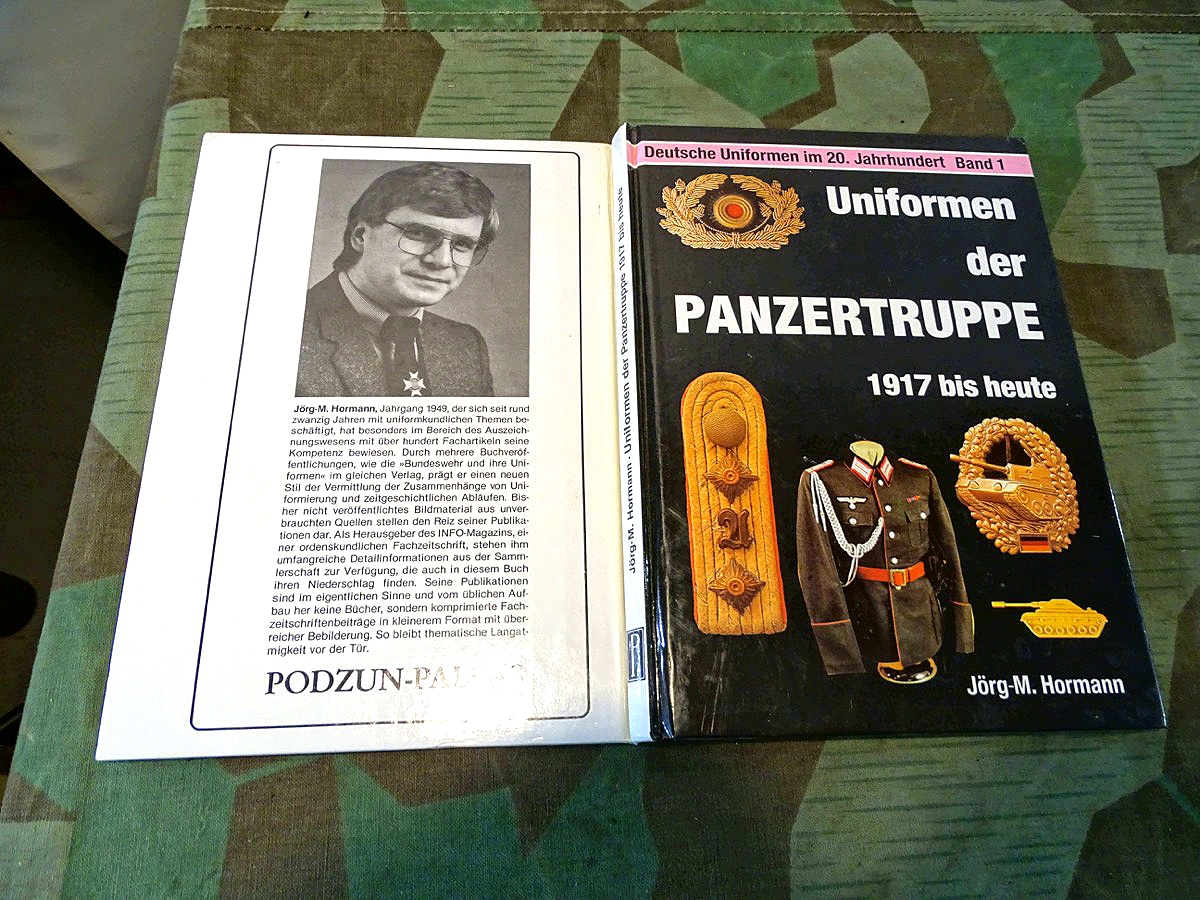 Jörg-M. Hormann, Jahrgang 1949, der sich seit rund
zwanzig Jahren mit uniformkundlichen Themen be-
schäftigt, hat besonders im Bereich des Auszeich-
nungswesens mit über hundert Fachartikeln seine
Kompetenz bewiesen. Durch mehrere Buchveröf-
fentlichungen, wie die »Bundeswehr und ihre Uni-
formen« im gleichen Verlag, prägt er einen neuen
Stil der Vermittlung der Zusammenhänge von Uni-
formierung und zeitgeschichtlichen Abläufen. Bis-
her nicht veröffentlichtes Bildmaterial aus unver-
brauchten Quellen stellen den Reiz seiner Publika-
tionen dar. Als Herausgeber des INFO-Magazins, ei-
ner ordenskundlichen Fachzeitschrift, stehen ihm
umfangreiche Detailinformationen aus der Samm-
lerschaft zur Verfügung, die auch in diesem Buch
ihren Niederschlag finden. Seine Publikationen
sind im eigentlichen Sinne und vom üblichen Auf-
bau her keine Bücher, sondern komprimierte Fach-
zeitschriftenbeiträge in kleinerem Format mit über-
reicher Bebilderung. So bleibt thematische Langat-
migkeit vor der Tür.
PODZUN-PALLAS
Jörg-M. Hormann · Uniformen der Panzertruppe 1917 bis heute
Deutsche Uniformen im 20. Jahrhundert Band 1
Uniformen
der
PANZERTRUPPE
1917 bis heute
Jörg-M. Hormann